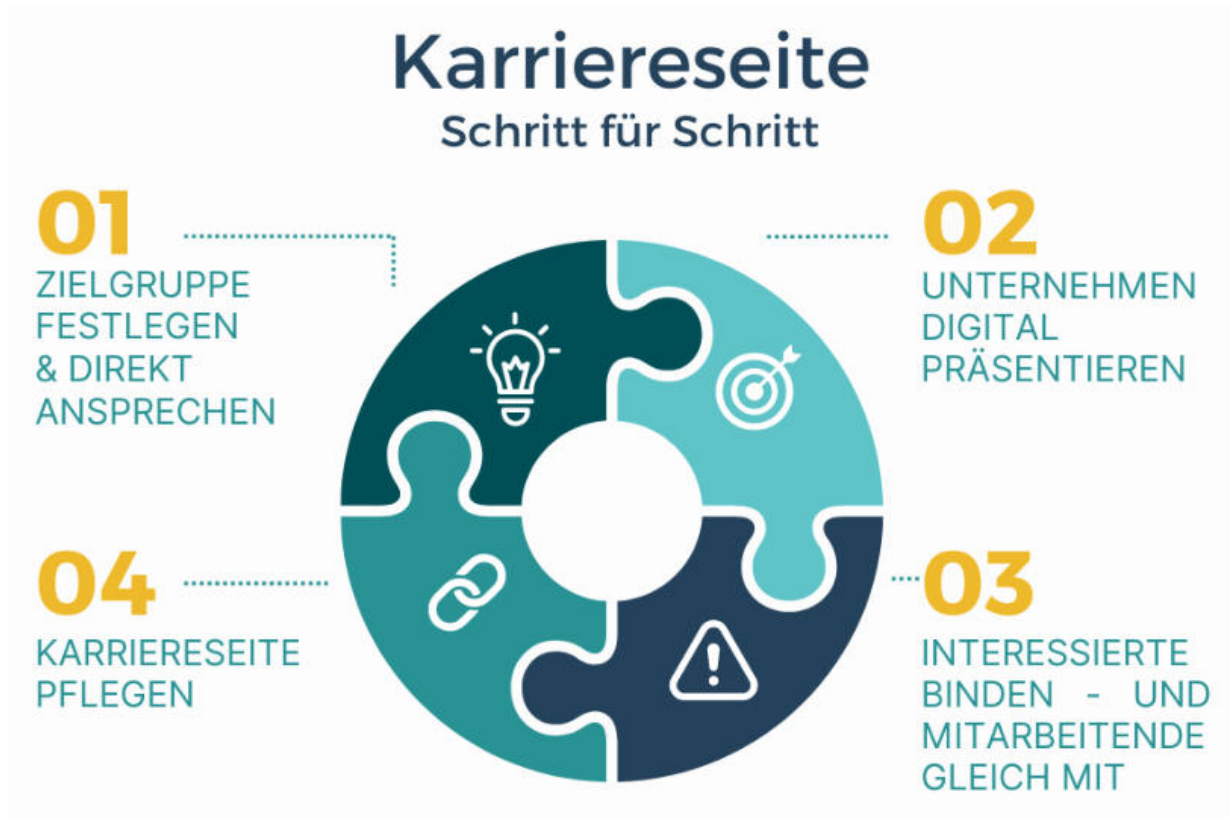 Karriereseite
Schritt für Schritt
01
ZIELGRUPPE
FESTLEGEN
& DIREKT
ANSPRECHEN
02
UNTERNEHMEN
DIGITAL
PRÄSENTIEREN
03
INTERESSIERTE
BINDEN - UND
MITARBEITENDE
GLEICH MIT
04
KARRIERESEITE
PFLEGEN